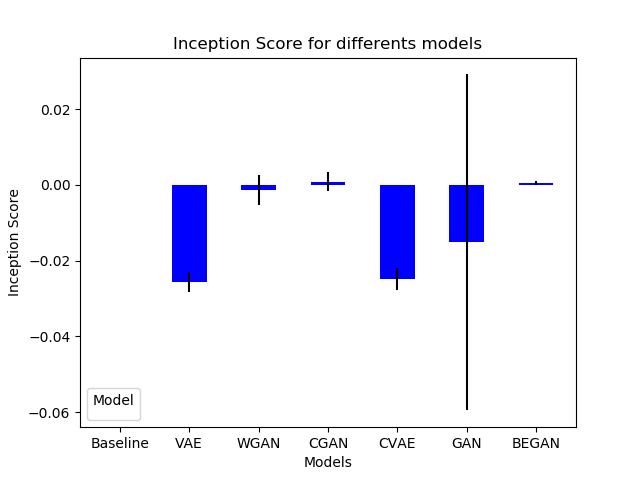 Inception Score for differents models
Inception Score
0.02
0.00
−0.02
−0.04
−0.06
Model
Baseline VAE WGAN CGAN CVAE GAN BEGAN
Models